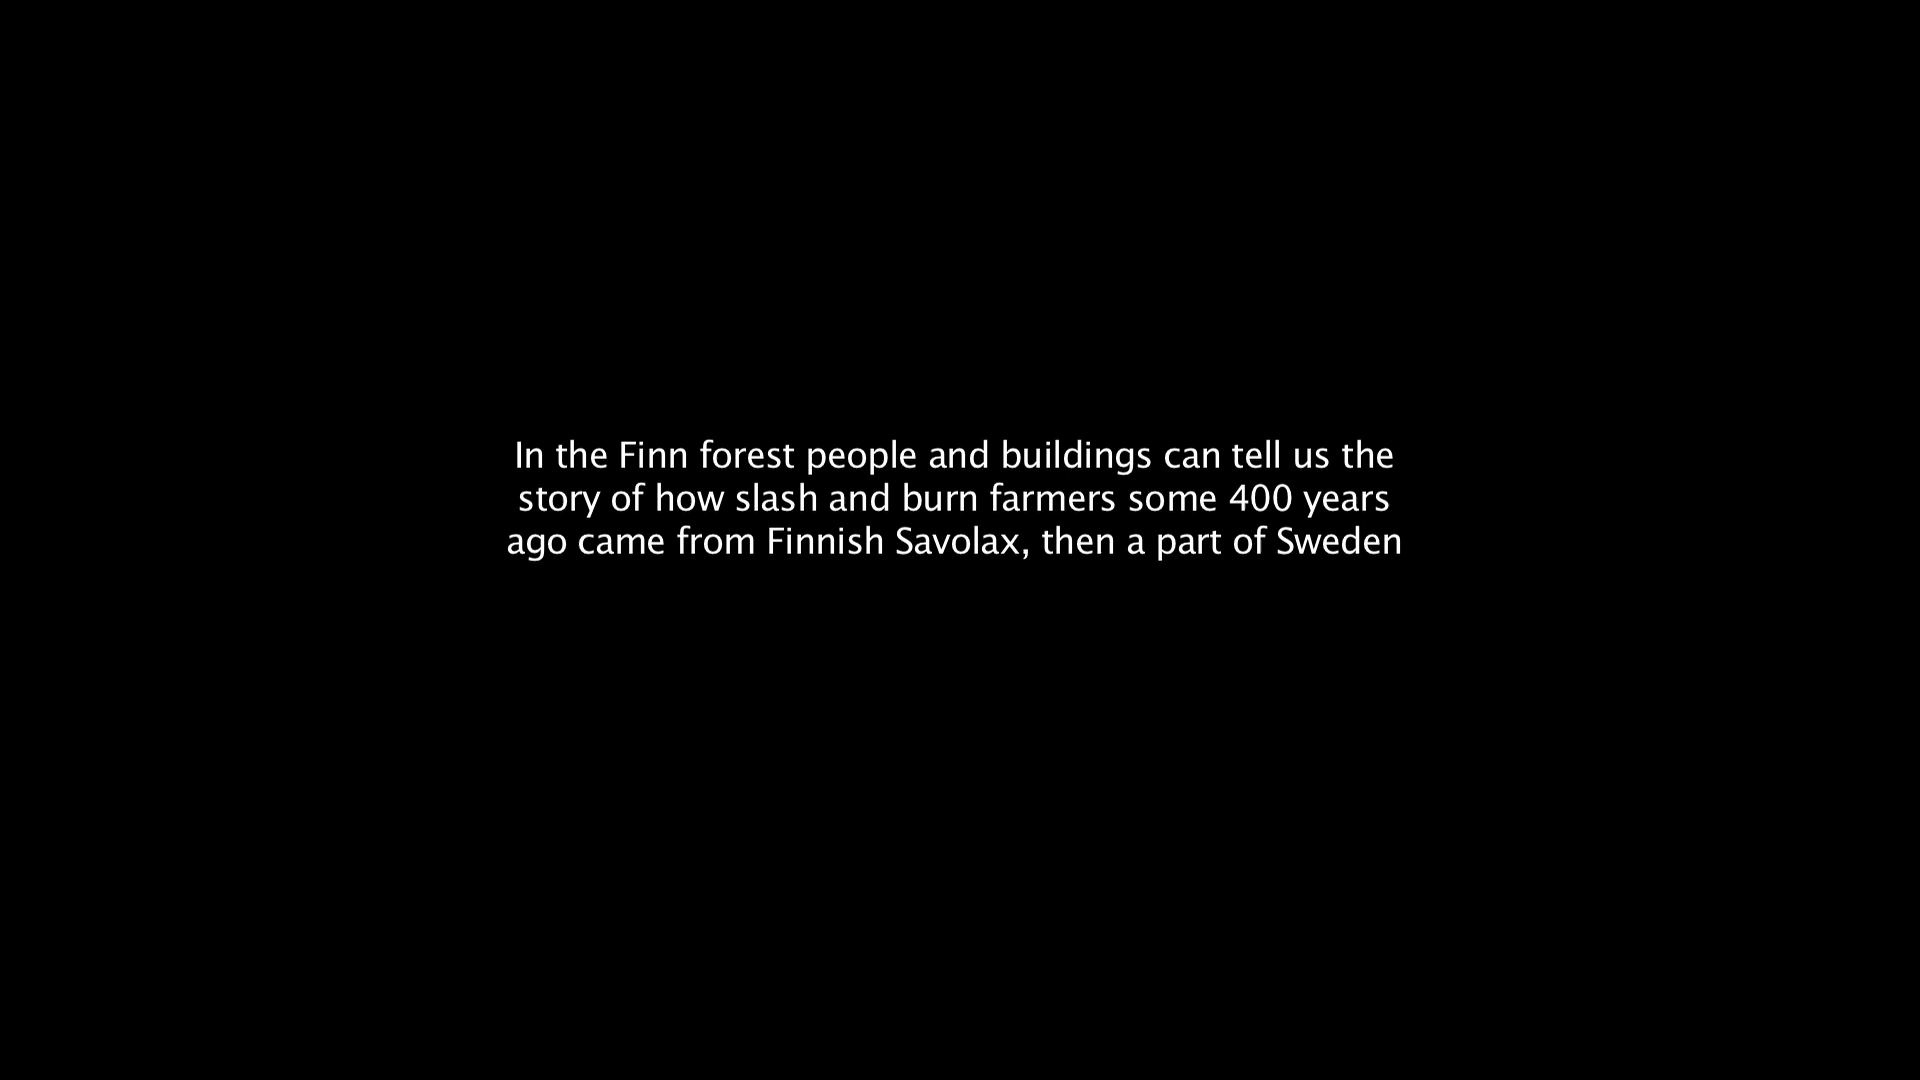 In the Finn forest people and buildings can tell us the
story of how slash and burn farmers some 400 years
ago came from Finnish Savolax, then a part of Sweden